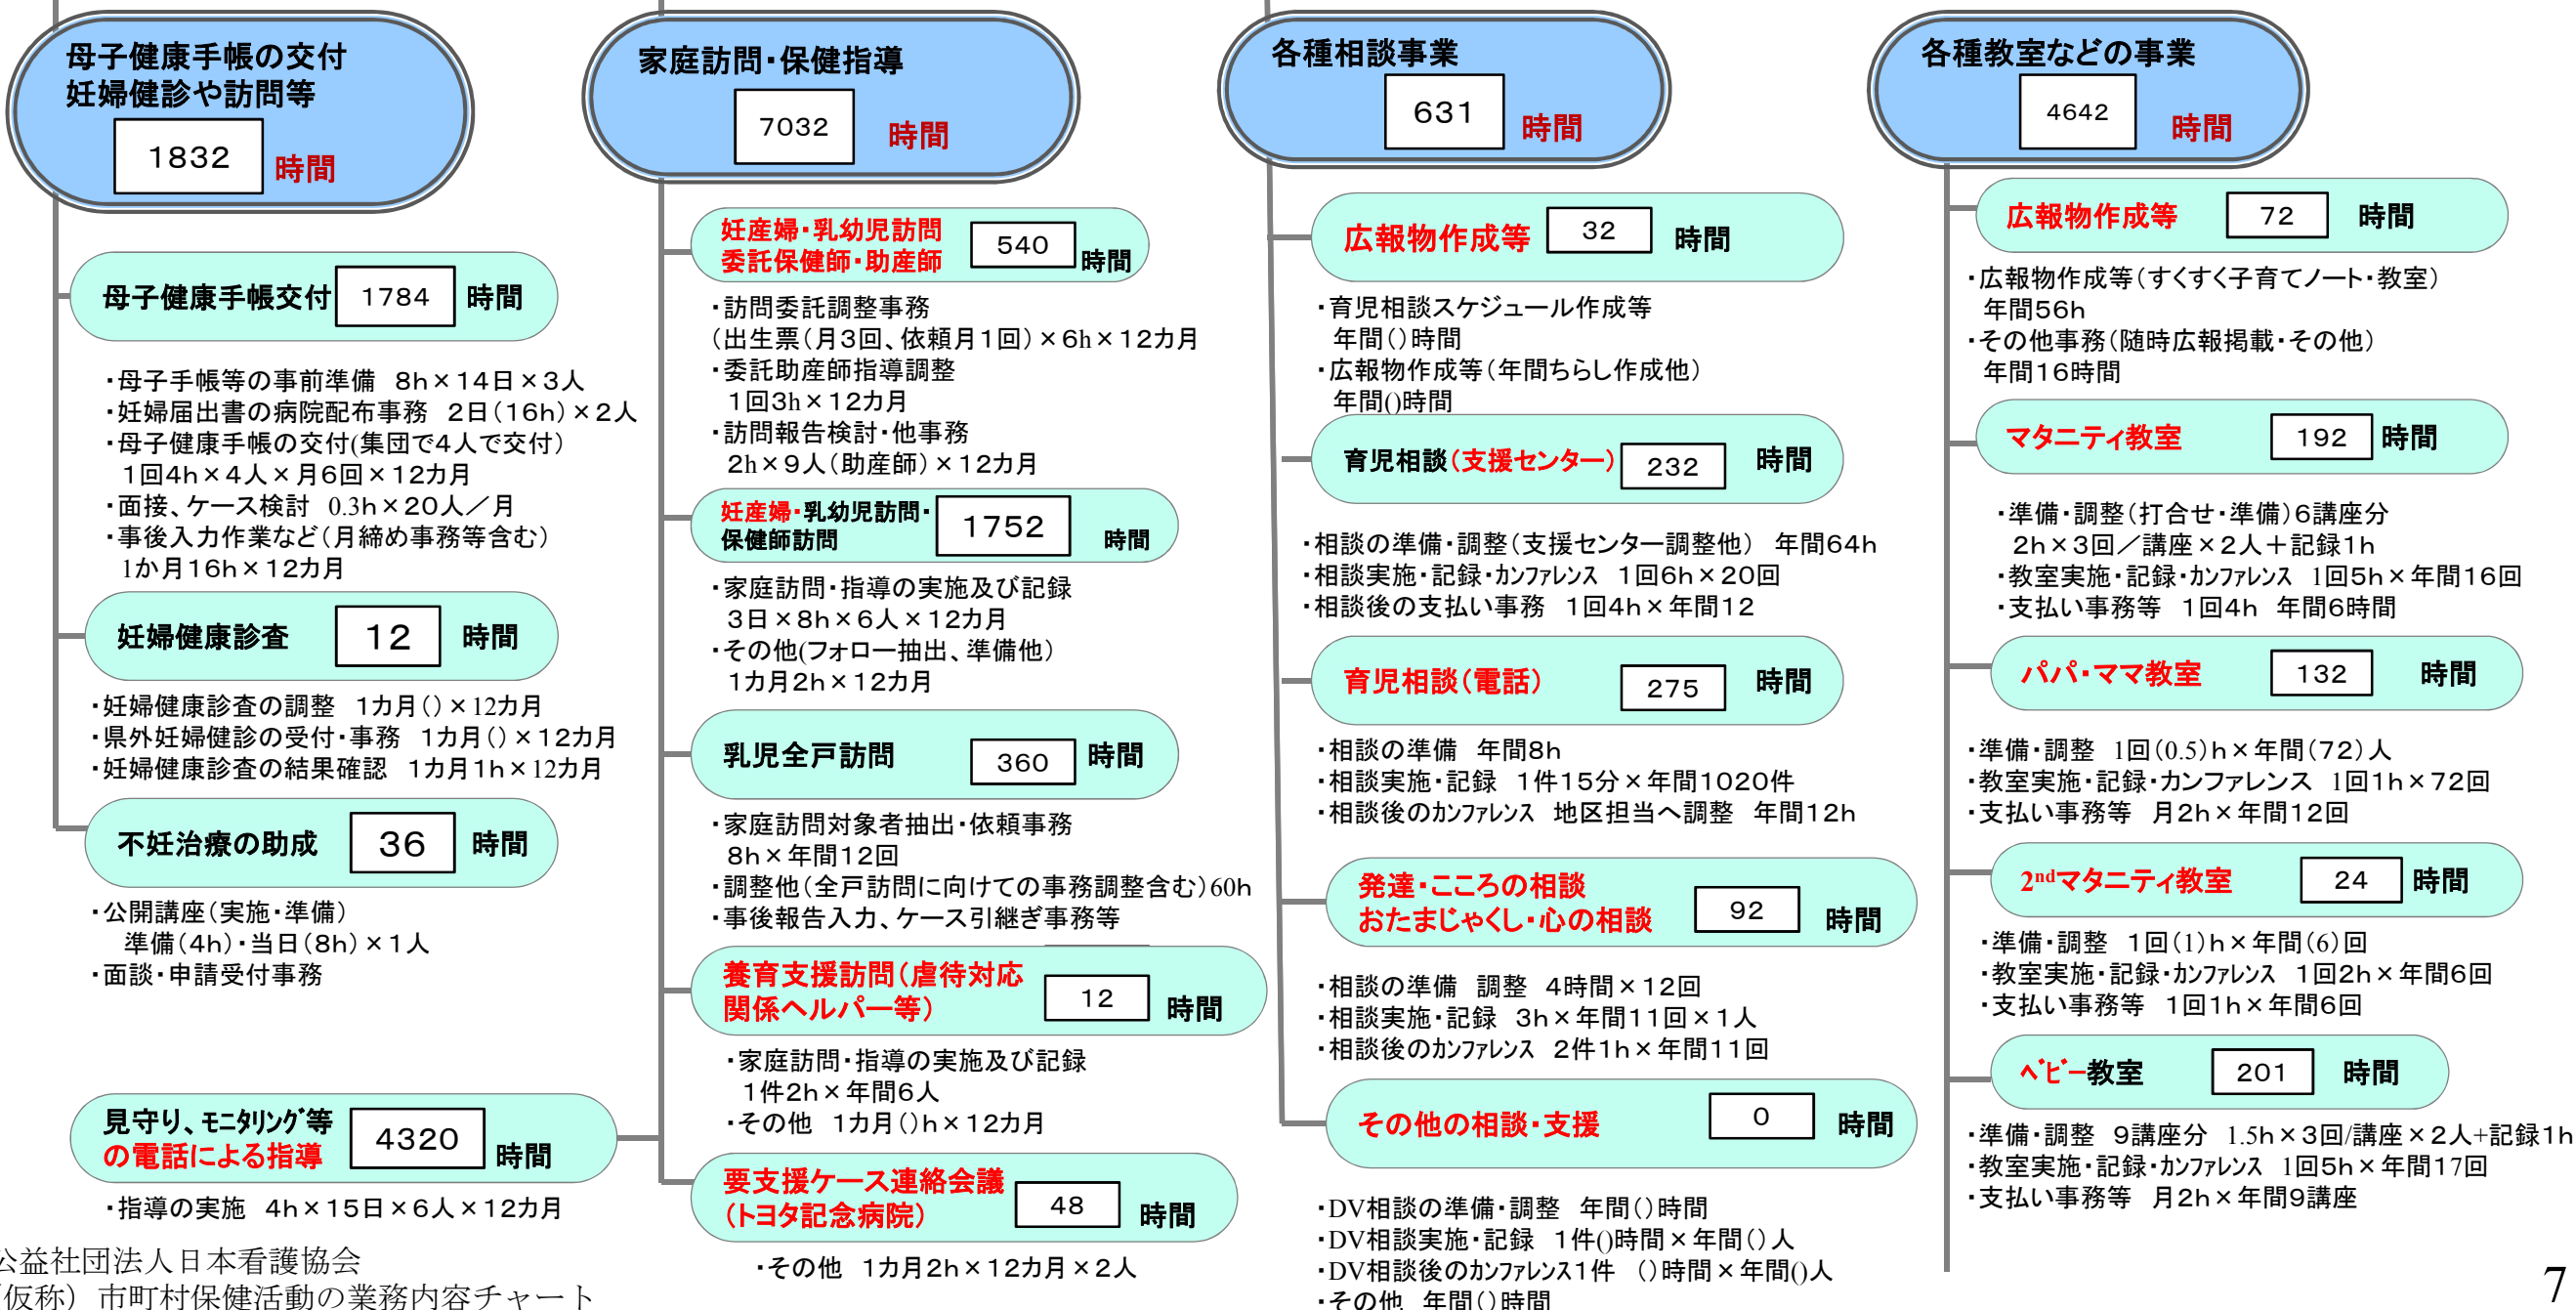 母子健康手帳の交付
妊婦健診や訪問等
1832 時間
母子健康手帳交付 1784 時間
・母子手帳等の事前準備 8h×14日×3人
・妊婦届出書の病院配布事務 2日(16h)×2人
・母子健康手帳の交付(集団で4人で交付)
1回4h×4人×月6回×12カ月
・面接、ケース検討 0.3h×20人/月
・事後入力作業など(月締め事務等含む)
1か月16h×12カ月
妊婦健康診査 12 時間
・妊婦健康診査の調整 1カ月()×12カ月
・県外妊婦健診の受付・事務 1カ月()×12カ月
・妊婦健康診査の結果確認 1カ月1h×12カ月
不妊治療の助成 36 時間
・公開講座(実施・準備)
準備(4h)・当日(8h)×1人
・面談・申請受付事務
見守り、モニタリング等
の電話による指導 4320 時間
・指導の実施 4h×15日×6人×12カ月
家庭訪問・保健指導
7032 時間
妊産婦・乳幼児訪問
委託保健師・助産師 540 時間
・訪問委託調整事務
(出生票(月3回、依頼月1回)×6h×12カ月
・委託助産師指導調整
1回3h×12カ月
・訪問報告検討・他事務
2h×9人(助産師)×12カ月
妊産婦・乳幼児訪問・
保健師訪問 1752 時間
・家庭訪問・指導の実施及び記録
3日×8h×6人×12カ月
・その他(フォロー抽出、準備他)
1カ月2h×12カ月
乳児全戸訪問 360 時間
・家庭訪問対象者抽出・依頼事務
8h×年間12回
・調整他(全戸訪問に向けての事務調整含む)60h
・事後報告入力、ケース引継ぎ事務等
養育支援訪問(虐待対応
関係ヘルパー等) 12 時間
・家庭訪問・指導の実施及び記録
1件2h×年間6人
・その他 1カ月()h×12カ月
要支援ケース連絡会議
(トヨタ記念病院) 48 時間
・その他 1カ月2h×12カ月×2人
各種相談事業
631 時間
広報物作成等 32 時間
・育児相談スケジュール作成等
年間()時間
・広報物作成等(年間ちらし作成他)
年間()時間
育児相談(支援センター) 232 時間
・相談の準備・調整(支援センター調整他) 年間64h
・相談実施・記録・カンファレンス 1回6h×20回
・相談後の支払い事務 1回4h×年間12
育児相談(電話) 275 時間
・相談の準備 年間8h
・相談実施・記録 1件15分×年間1020件
・相談後のカンファレンス 地区担当へ調整 年間12h
発達・こころの相談
おたまじゃくし・心の相談 92 時間
・相談の準備 調整 4時間×12回
・相談実施・記録 3h×年間11回×1人
・相談後のカンファレンス 2件1h×年間11回
その他の相談・支援 0 時間
・DV相談の準備・調整 年間()時間
・DV相談実施・記録 1件()時間×年間()人
・DV相談後のカンファレンス1件 ()時間×年間()人
・その他 年間()時間
各種教室などの事業
4642 時間
広報物作成等 72 時間
・広報物作成等(すくすく子育てノート・教室)
年間56h
・その他事務(随時広報掲載・その他)
年間16時間
マタニティ教室 192 時間
・準備・調整(打合せ・準備)6講座分
2h×3回/講座×2人+記録1h
・教室実施・記録・カンファレンス 1回5h×年間16回
・支払い事務等 1回4h 年間6時間
パパ・ママ教室 132 時間
・準備・調整 1回(0.5)h×年間(72)人
・教室実施・記録・カンファレンス 1回1h×72回
・支払い事務等 月2h×年間12回
2ndマタニティ教室 24 時間
・準備・調整 1回(1)h×年間(6)回
・教室実施・記録・カンファレンス 1回2h×年間6回
・支払い事務等 1回1h×年間6回
ベビー教室 201 時間
・準備・調整 9講座分 1.5h×3回/講座×2人+記録1h
・教室実施・記録・カンファレンス 1回5h×年間17回
・支払い事務等 月2h×年間9講座
公益社団法人日本看護協会
(仮称)市町村保健活動の業務内容チャート
7